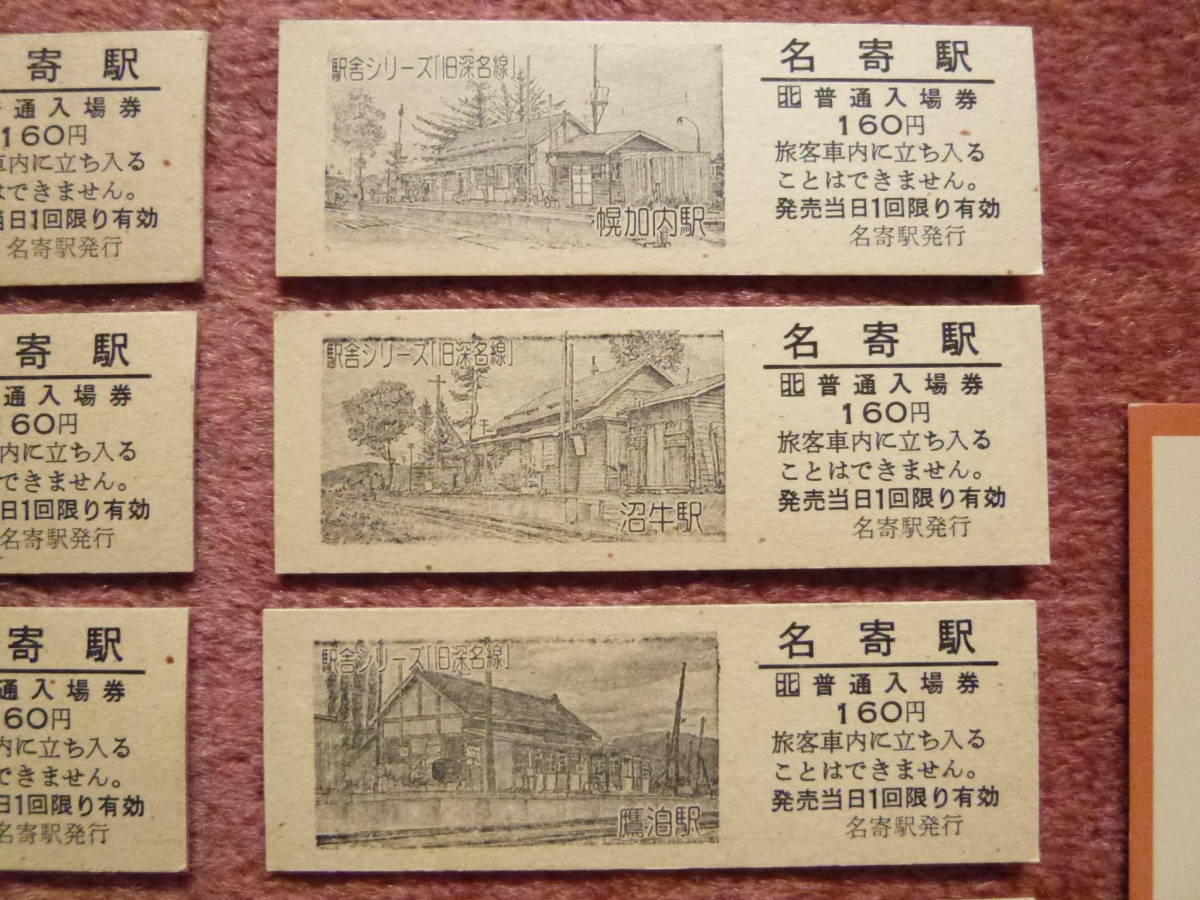 寄駅
通入場券
160円
車内に立ち入る
はできません。
当日1回限り有効
名寄駅発行
駅舎シリーズ「旧深名線」
幌加内駅
名寄駅
北 普通入場券
160円
旅客車内に立ち入る
ことはできません。
発売当日1回限り有効
名寄駅発行
寄駅
通入場券
160円
内に立ち入る
できません。
日1回限り有効
名寄駅発行
駅舎シリーズ「旧深名線」
沼牛駅
名寄駅
北 普通入場券
160円
旅客車内に立ち入る
ことはできません。
発売当日1回限り有効
名寄駅発行
寄駅
通入場券
60円
内に立ち入る
できません。
日1回限り有効
名寄駅発行
駅舎シリーズ「旧深名線」
鷹泊駅
名寄駅
北 普通入場券
160円
旅客車内に立ち入る
ことはできません。
発売当日1回限り有効
名寄駅発行